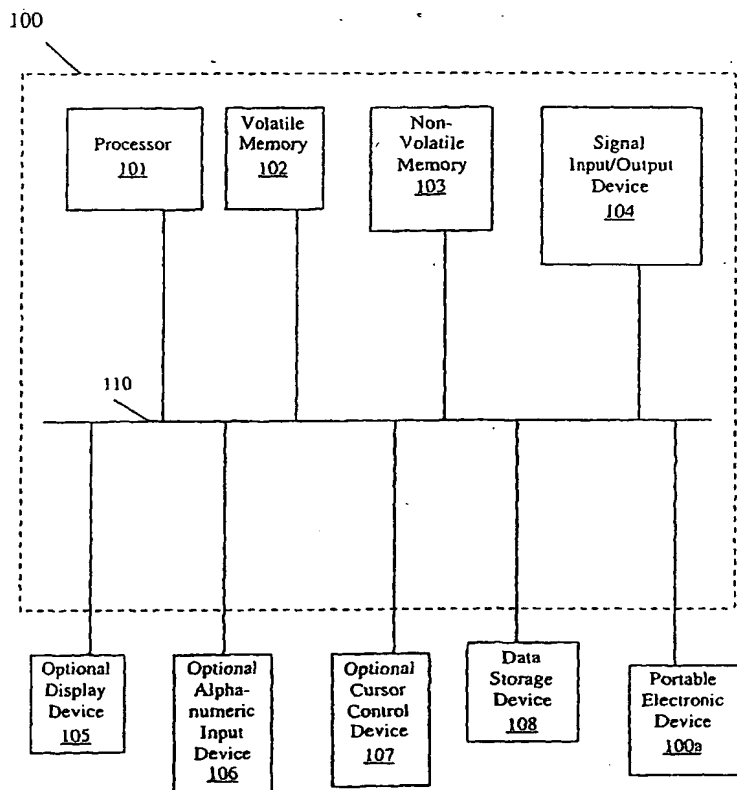 100
Processor
101
Volatile
Memory
102
Non-
Volatile
Memory
103
Signal
Input/Output
Device
104
110
Optional
Display
Device
105
Optional
Alpha-
numeric
Input
Device
106
Optional
Cursor
Control
Device
107
Data
Storage
Device
108
Portable
Electronic
Device
100a